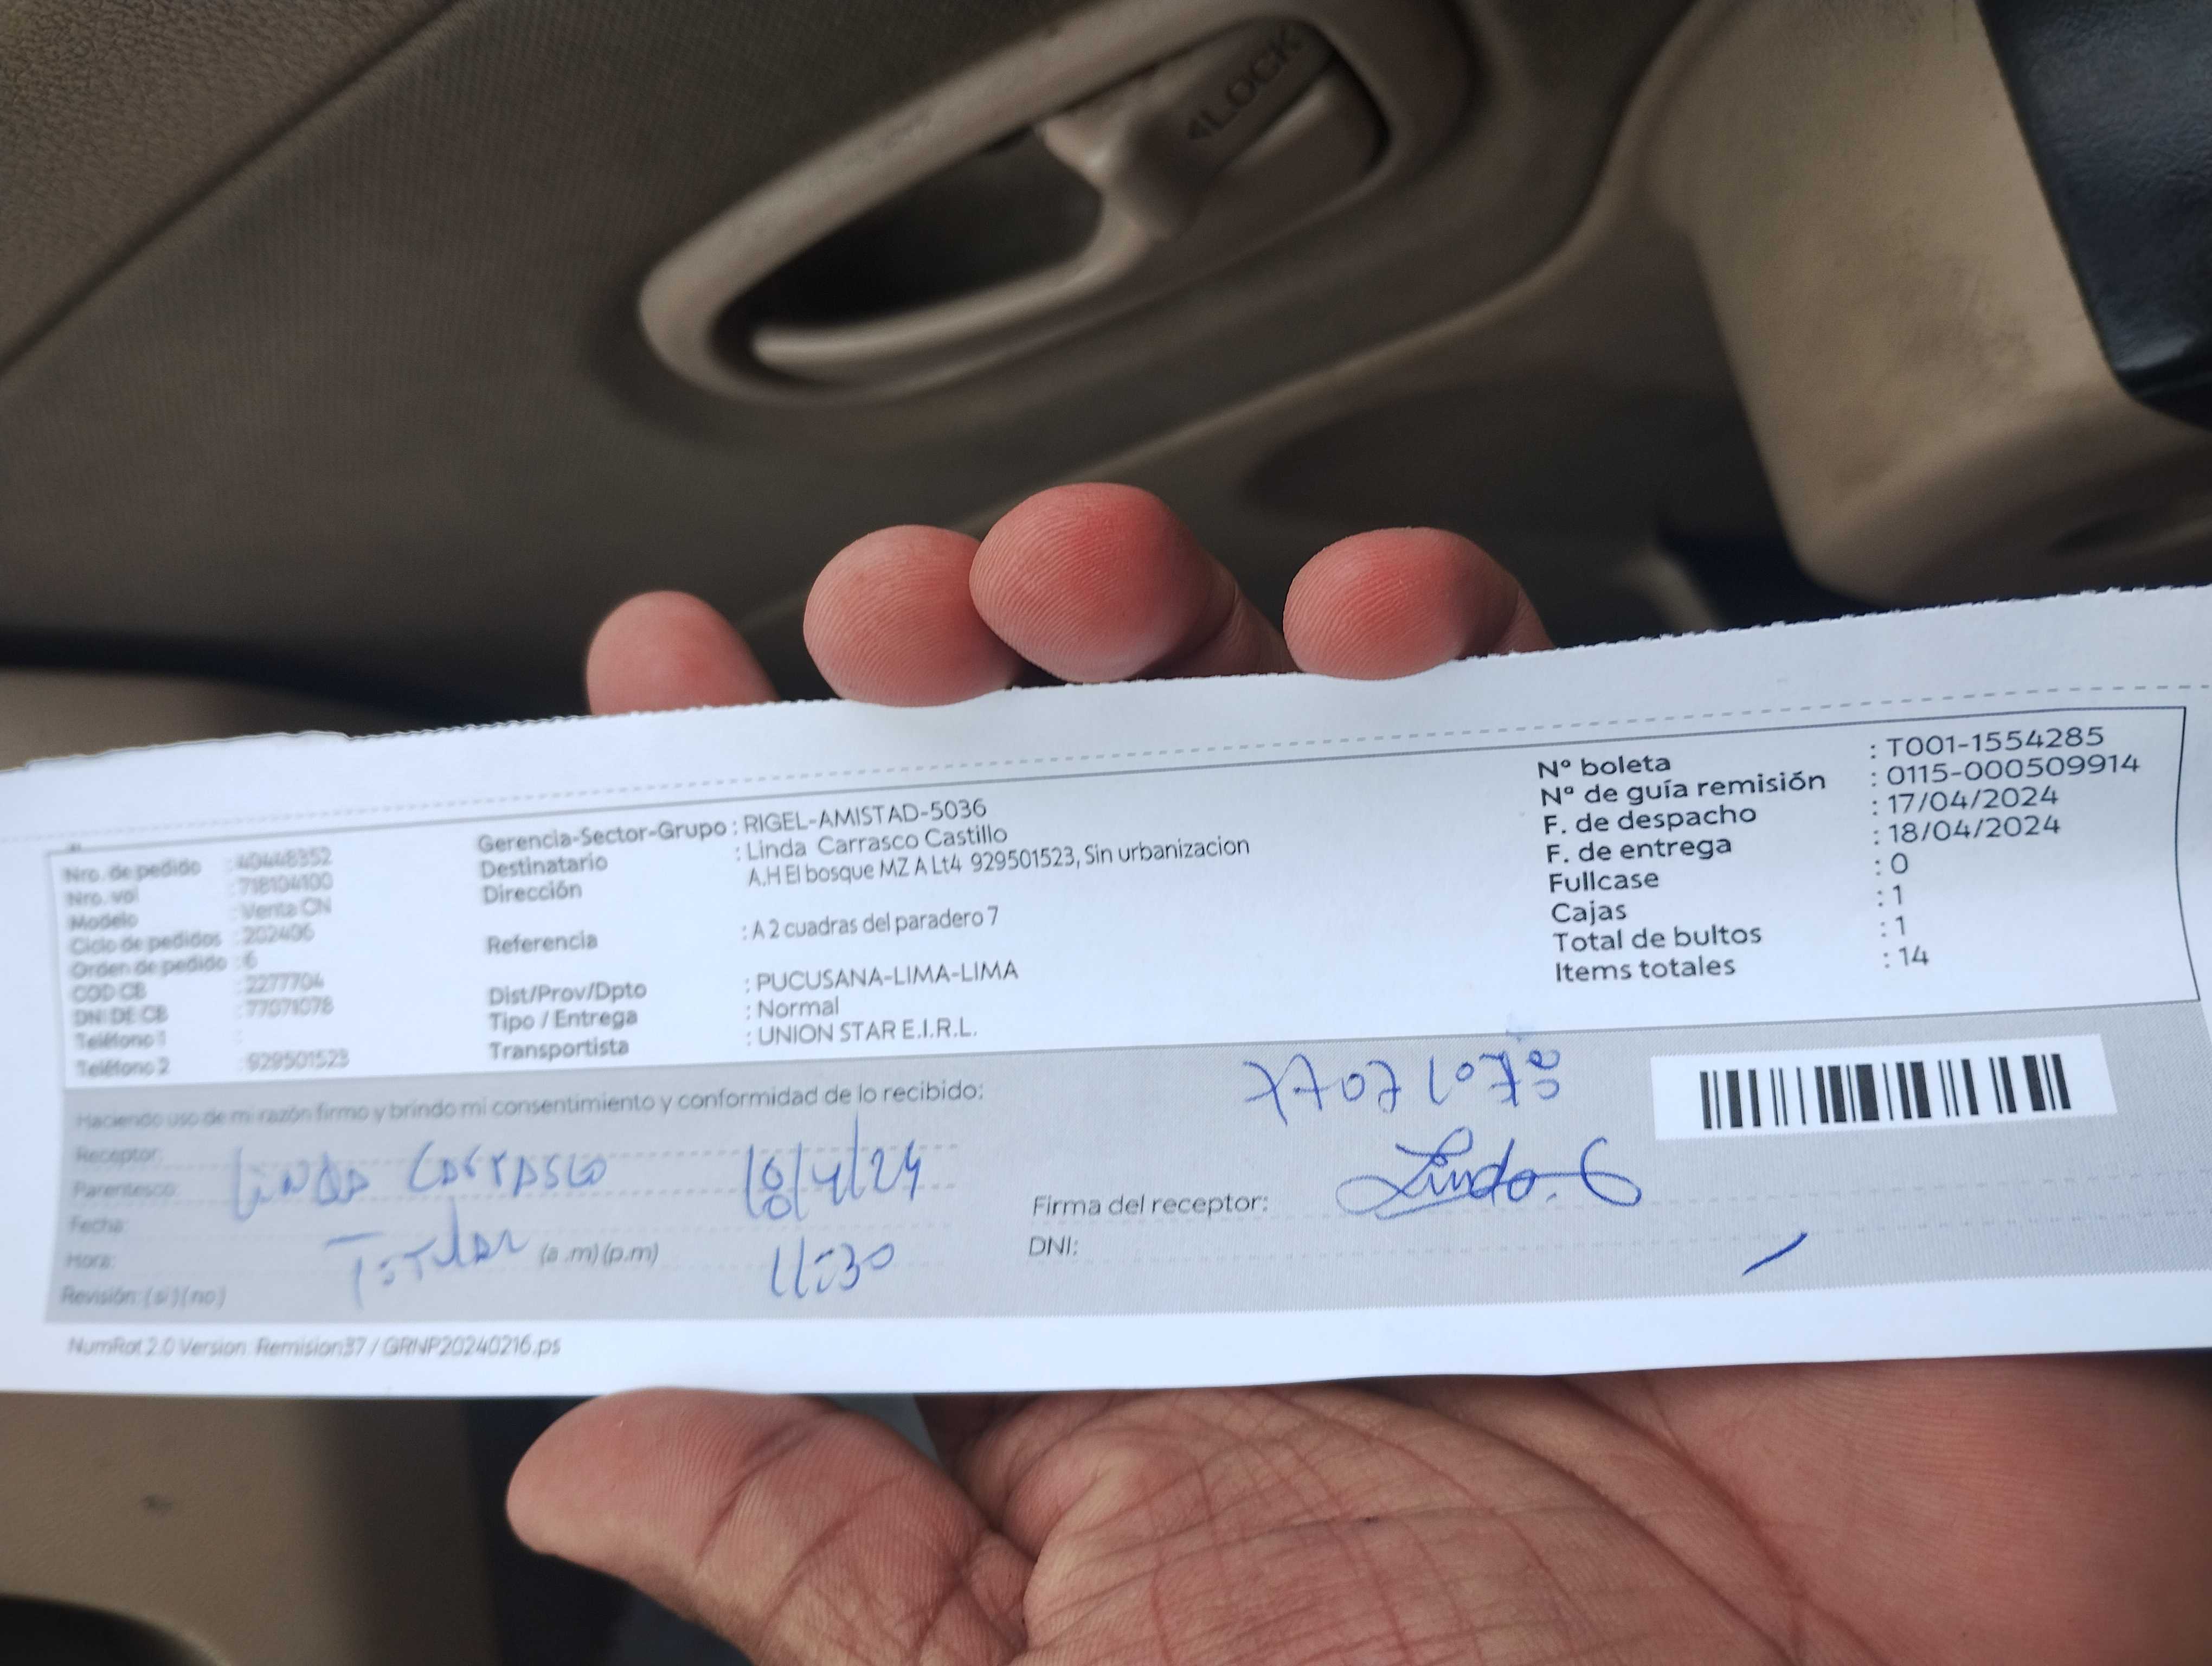 ◁LOCK
Nro. de pedido : 40448352
Nro. vol : 718104100
Modelo : Venta CN
Ciclo de pedidos : 202406
Orden de pedido : 6
COD CB : 2277704
DNI DE CB : 77071078
Teléfono 1 :
Teléfono 2 : 929501523
Gerencia-Sector-Grupo : RIGEL-AMISTAD-5036
Destinatario : Linda Carrasco Castillo
Dirección A.H El bosque MZ A Lt4 929501523, Sin urbanizacion
Referencia : A 2 cuadras del paradero 7
Dist/Prov/Dpto : PUCUSANA-LIMA-LIMA
Tipo / Entrega : Normal
Transportista : UNION STAR E.I.R.L.
Nº boleta : T001-1554285
Nº de guía remisión : 0115-000509914
F. de despacho : 17/04/2024
F. de entrega : 18/04/2024
Fullcase : 0
Cajas : 1
Total de bultos : 1
Items totales : 14
Haciendo uso de mi razón firmo y brindo mi consentimiento y conformidad de lo recibido:
77071078
Receptor:
Linda Carrasco 18/4/24
Parentesco:
Fecha:
Titular (a .m) (p.m) 11:30
Hora:
Revisión: (si) (no)
Firma del receptor: Linda. C
DNI:
NumRot 2.0 Version: Remision37 / GRNP20240216.ps